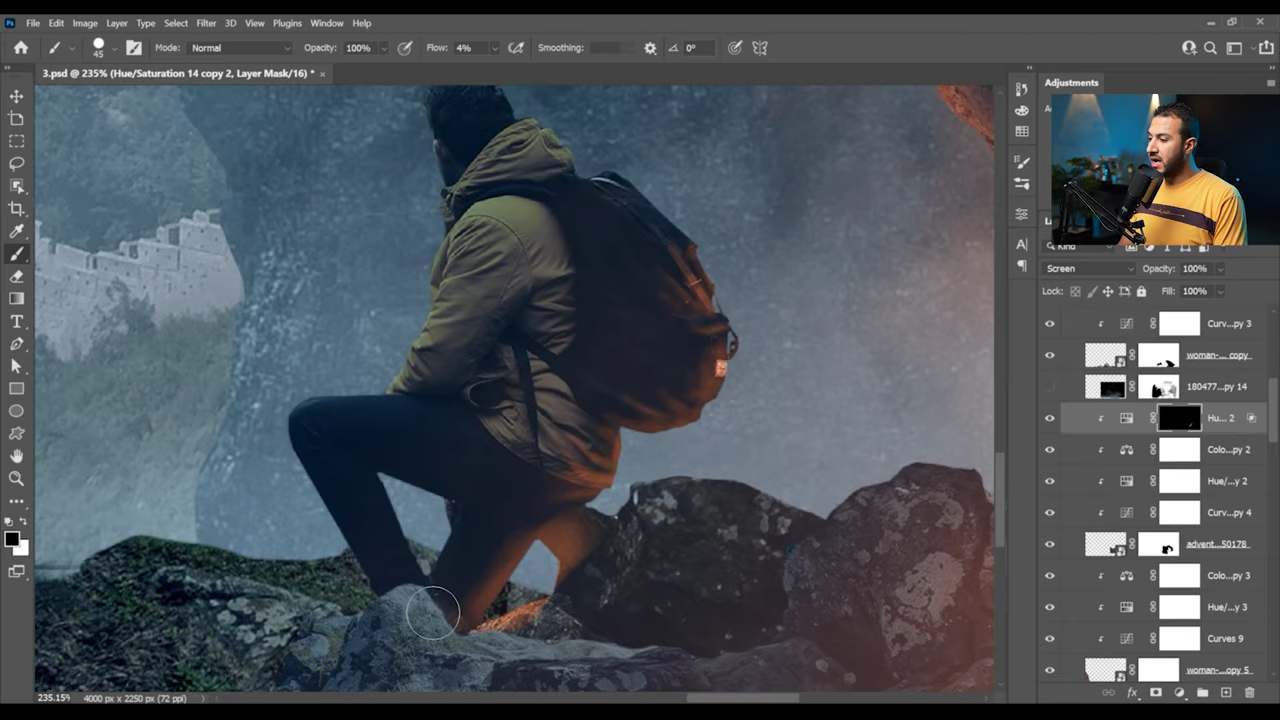 Ps File Edit Image Layer Type Select Filter 3D View Plugins Window Help
45 Mode: Normal Opacity: 100% Flow: 4% Smoothing: 0°
3.psd @ 235% (Hue/Saturation 14 copy 2, Layer Mask/16) * ×
Adjustments
Kind
Screen Opacity: 100%
Lock: Fill: 100%
Curv...py 3
woman-... copy
180477...py 14
Hu... 2
Colo...py 2
Hue/...y 2
Curv...py 4
advent...50178
Colo...py 3
Hue/...y 3
Curves 9
woman-...opy 5
235.15% 4000 px x 2250 px (72 ppi)
fx